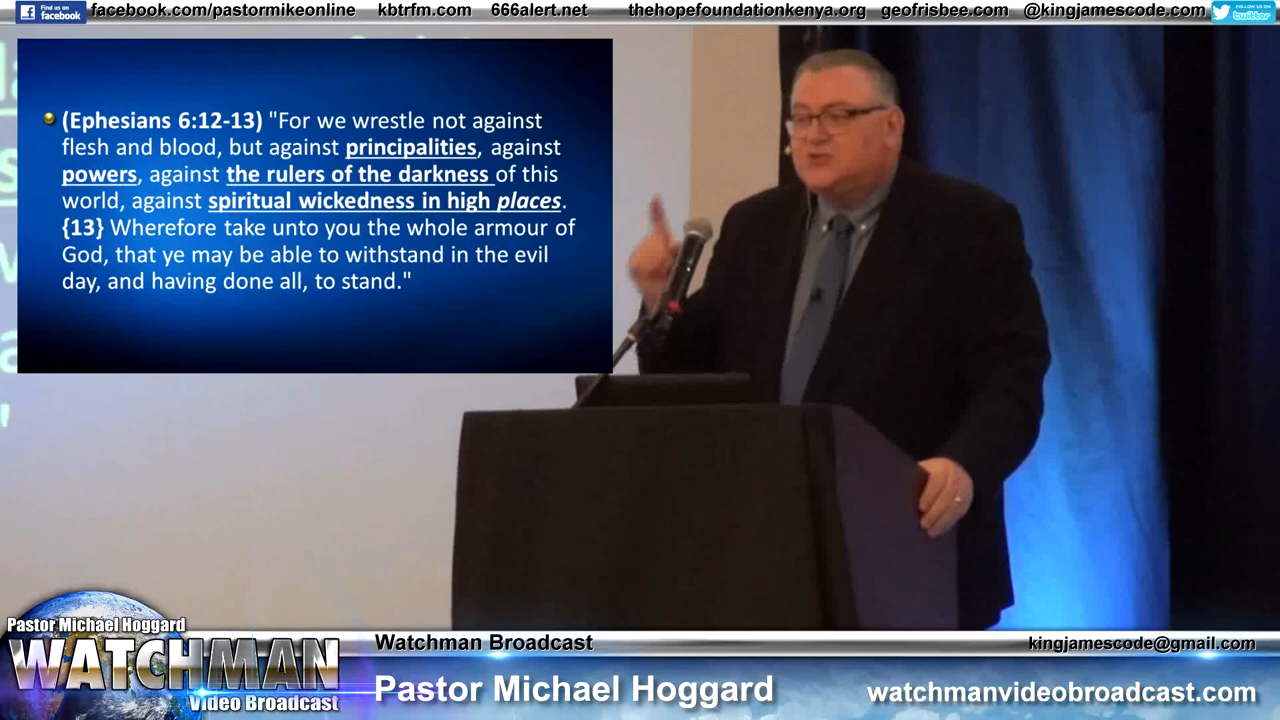 Find us on facebook
facebook.com/pastormikeonline kbtrfm.com 666alert.net thehopefoundationkenya.org geofrisbee.com @kingjamescode.com FOLLOW US ON twitter
(Ephesians 6:12-13) "For we wrestle not against
flesh and blood, but against principalities, against
powers, against the rulers of the darkness of this
world, against spiritual wickedness in high places.
{13} Wherefore take unto you the whole armour of
God, that ye may be able to withstand in the evil
day, and having done all, to stand."
Pastor Michael Hoggard
WATCHMAN
Video Broadcast
Watchman Broadcast
kingjamescode@gmail.com
Pastor Michael Hoggard
watchmanvideobroadcast.com